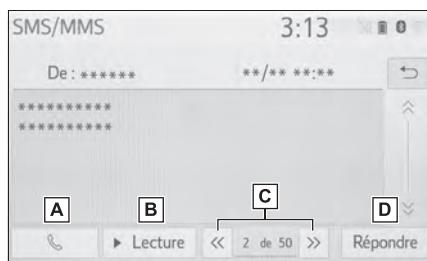 SMS/MMS 3:13
De : ****** **/** **:**
**********
**********
A B C D
Lecture 2 de 50 Répondre